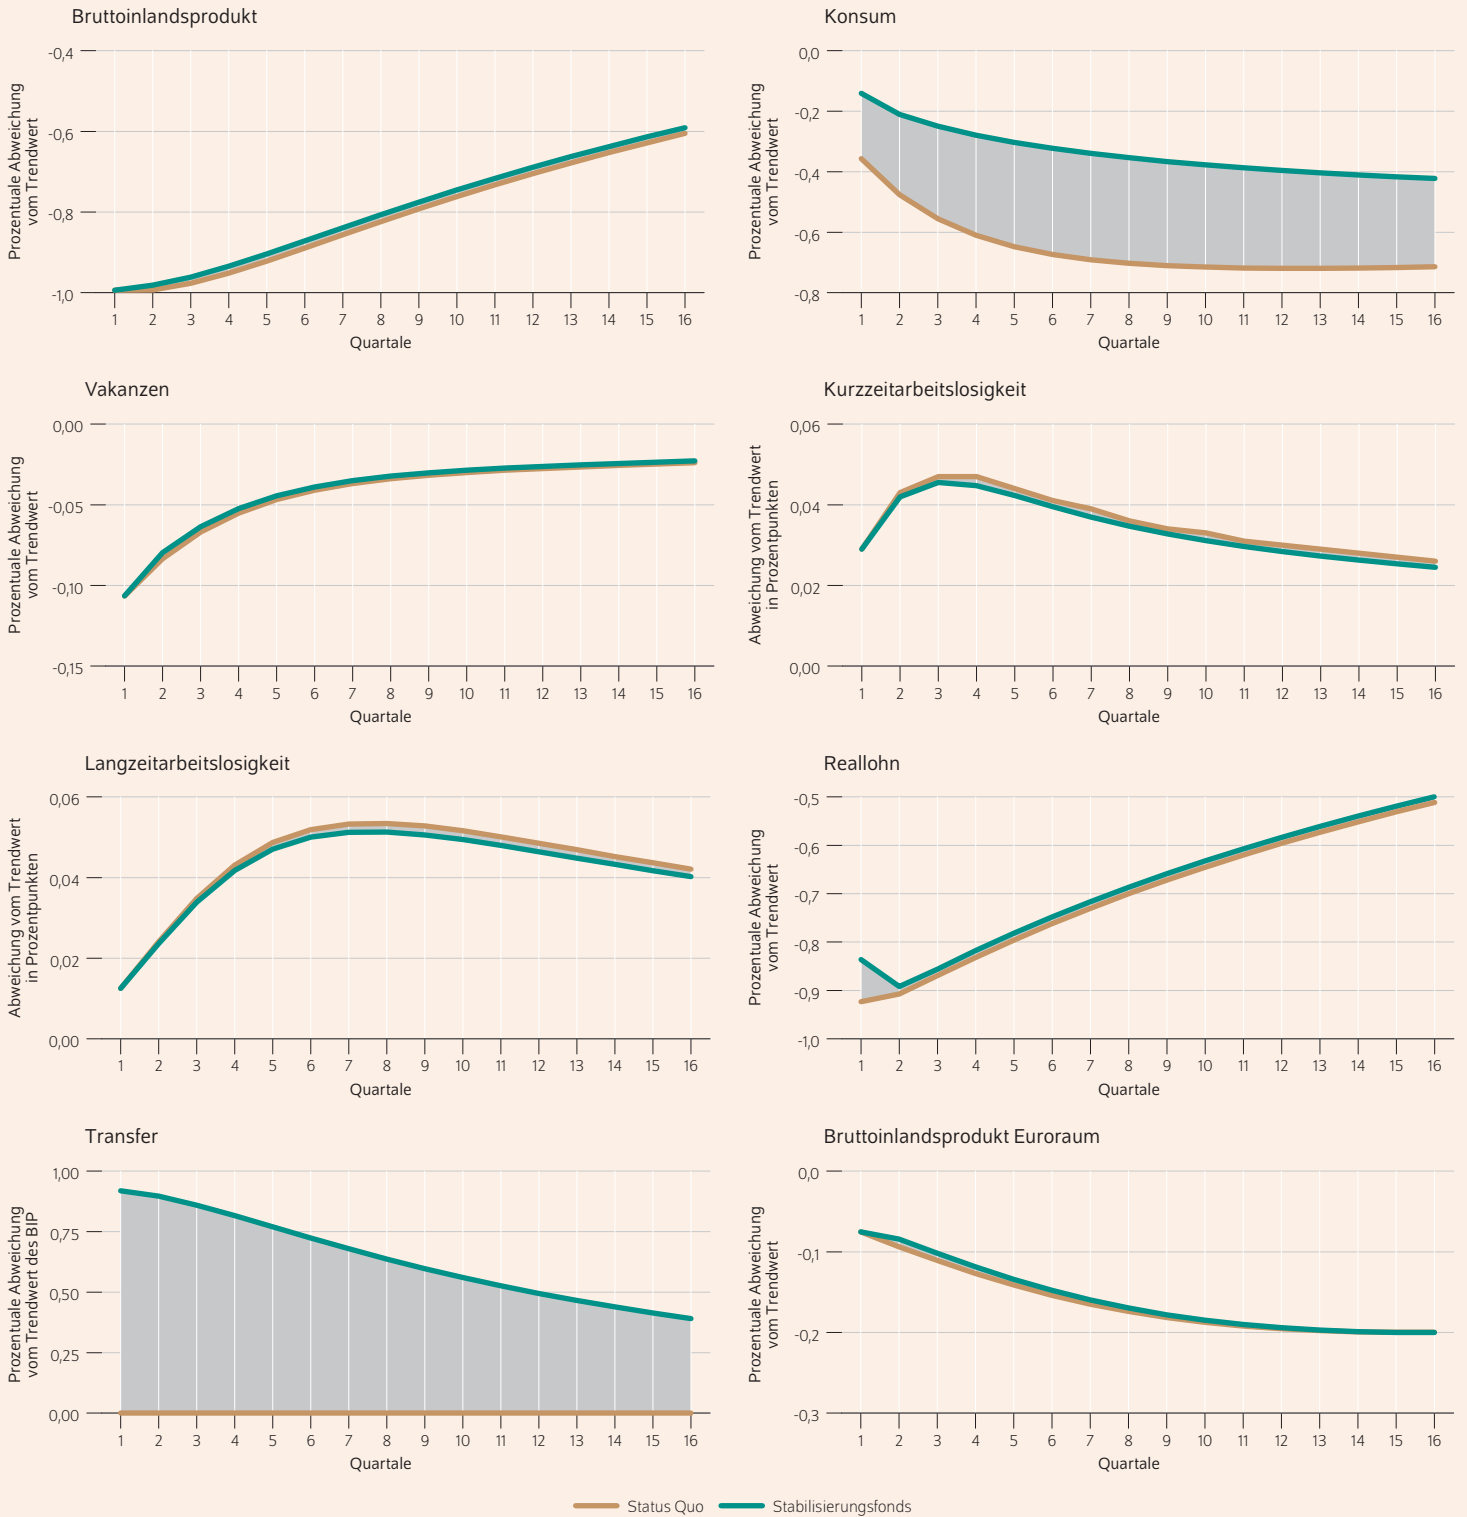 Bruttoinlandsprodukt
Prozentuale Abweichung
vom Trendwert
-0,4
-0,6
-0,8
-1,0
1 2 3 4 5 6 7 8 9 10 11 12 13 14 15 16
Quartale
Konsum
Prozentuale Abweichung
vom Trendwert
0,0
-0,2
-0,4
-0,6
-0,8
1 2 3 4 5 6 7 8 9 10 11 12 13 14 15 16
Quartale
Vakanzen
Prozentuale Abweichung
vom Trendwert
0,00
-0,05
-0,10
-0,15
1 2 3 4 5 6 7 8 9 10 11 12 13 14 15 16
Quartale
Kurzzeitarbeitslosigkeit
Abweichung vom Trendwert
in Prozentpunkten
0,06
0,04
0,02
0,00
1 2 3 4 5 6 7 8 9 10 11 12 13 14 15 16
Quartale
Langzeitarbeitslosigkeit
Abweichung vom Trendwert
in Prozentpunkten
0,06
0,04
0,02
0,00
1 2 3 4 5 6 7 8 9 10 11 12 13 14 15 16
Quartale
Reallohn
Prozentuale Abweichung
vom Trendwert
-0,5
-0,6
-0,7
-0,8
-0,9
-1,0
1 2 3 4 5 6 7 8 9 10 11 12 13 14 15 16
Quartale
Transfer
Prozentuale Abweichung
vom Trendwert des BIP
1,00
0,75
0,50
0,25
0,00
1 2 3 4 5 6 7 8 9 10 11 12 13 14 15 16
Quartale
Bruttoinlandsprodukt Euroraum
Prozentuale Abweichung
vom Trendwert
0,0
-0,1
-0,2
-0,3
1 2 3 4 5 6 7 8 9 10 11 12 13 14 15 16
Quartale
Status Quo Stabilisierungsfonds